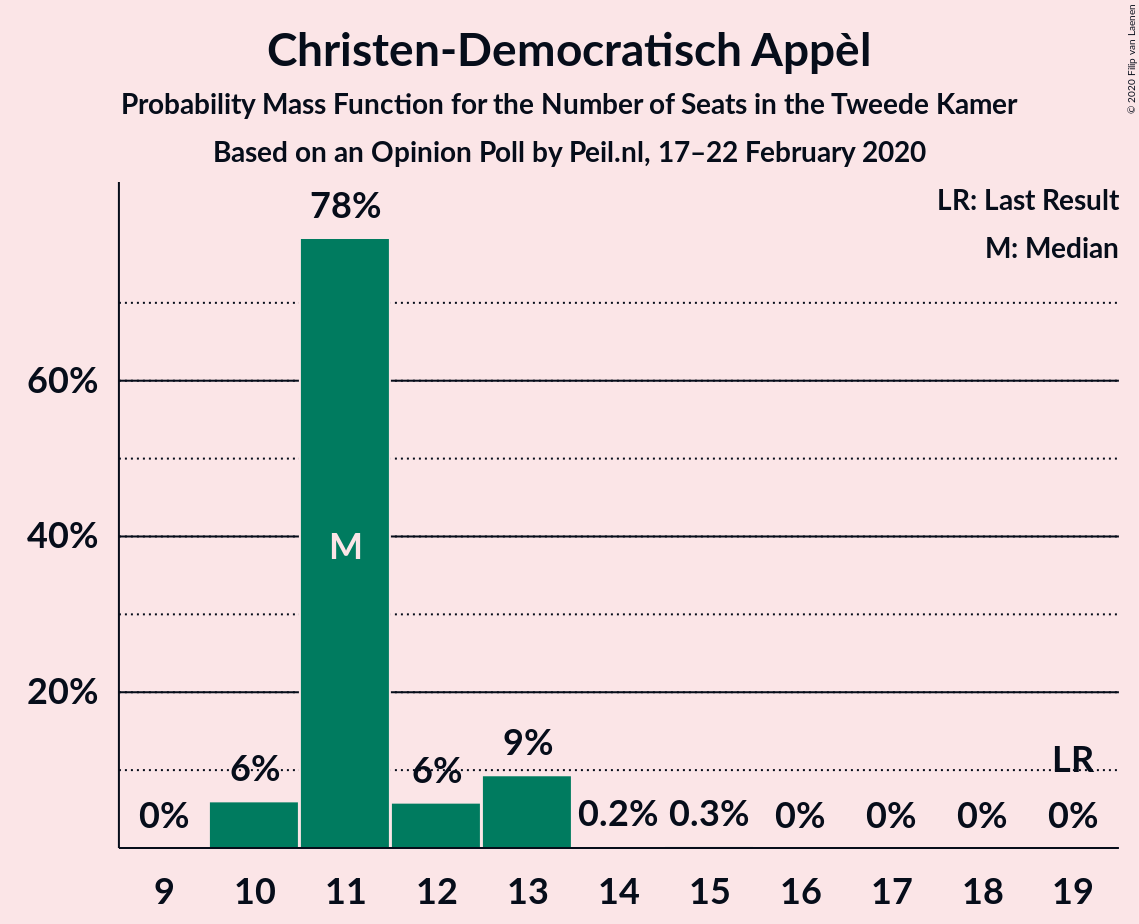 Christen-Democratisch Appèl
Probability Mass Function for the Number of Seats in the Tweede Kamer
Based on an Opinion Poll by Peil.nl, 17–22 February 2020
© 2020 Filip van Laenen
LR: Last Result
M: Median
78%
60%
40%
M
20%
9%
LR
6%
6%
0%
0.2%
0.3%
0%
0%
0%
0%
9 10 11 12 13 14 15 16 17 18 19